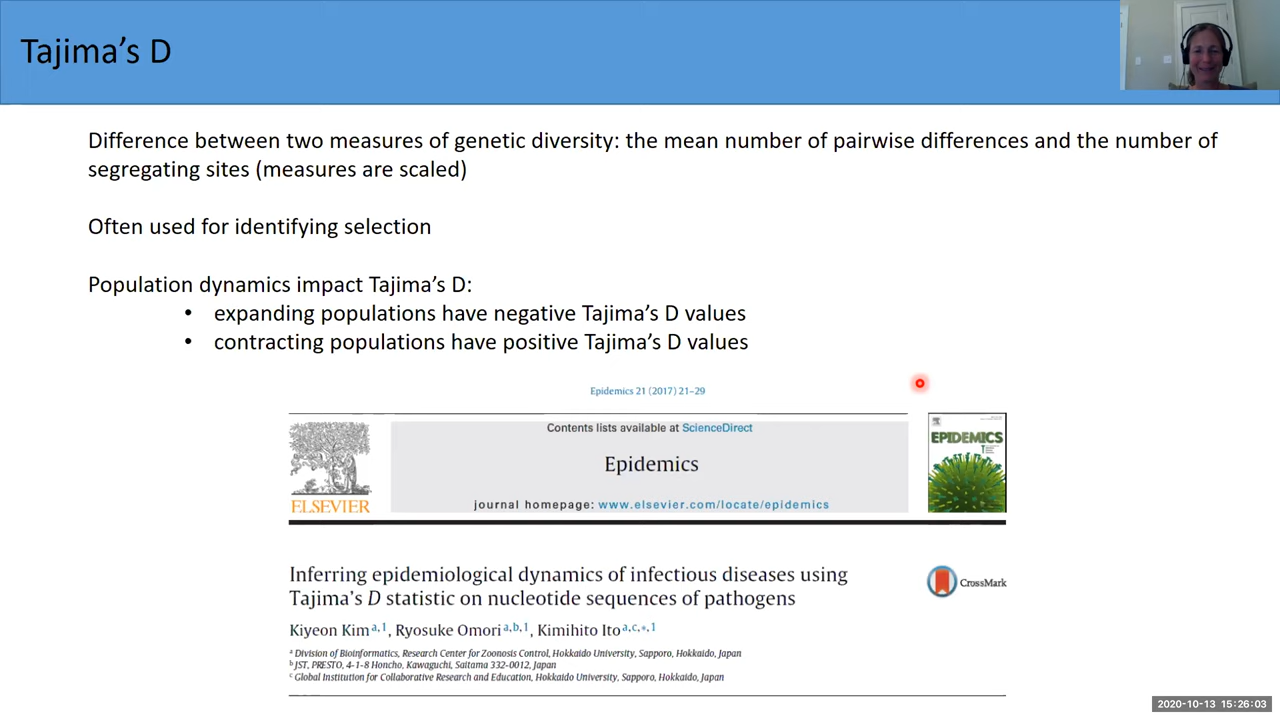 Tajima's D
Difference between two measures of genetic diversity: the mean number of pairwise differences and the number of
segregating sites (measures are scaled)
Often used for identifying selection
Population dynamics impact Tajima's D:
• expanding populations have negative Tajima's D values
• contracting populations have positive Tajima's D values
Epidemics 21 (2017) 21–29
Contents lists available at ScienceDirect
Epidemics
journal homepage: www.elsevier.com/locate/epidemics
ELSEVIER
EPIDEMICS
Inferring epidemiological dynamics of infectious diseases using
Tajima's D statistic on nucleotide sequences of pathogens
CrossMark
Kiyeon Kim a,1, Ryosuke Omori a,b,1, Kimihito Ito a,c,*,1
a Division of Bioinformatics, Research Center for Zoonosis Control, Hokkaido University, Sapporo, Hokkaido, Japan
b JST, PRESTO, 4-1-8 Honcho, Kawaguchi, Saitama 332-0012, Japan
c Global Institution for Collaborative Research and Education, Hokkaido University, Sapporo, Hokkaido, Japan
2020-10-13 15:26:03